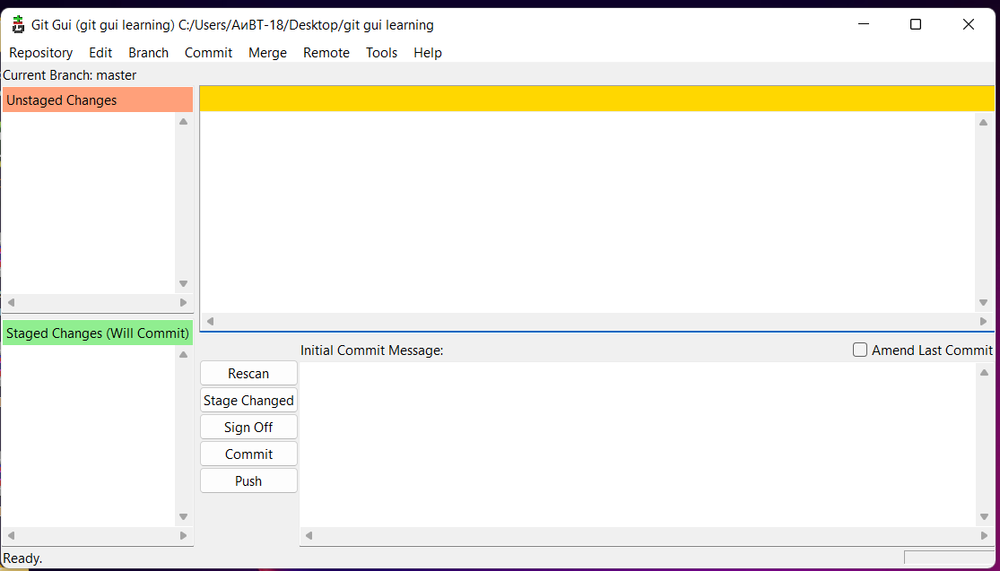 Git Gui (git gui learning) C:/Users/АиВТ-18/Desktop/git gui learning
Repository Edit Branch Commit Merge Remote Tools Help
Current Branch: master
Unstaged Changes
Staged Changes (Will Commit)
Initial Commit Message:
Amend Last Commit
Rescan
Stage Changed
Sign Off
Commit
Push
Ready.